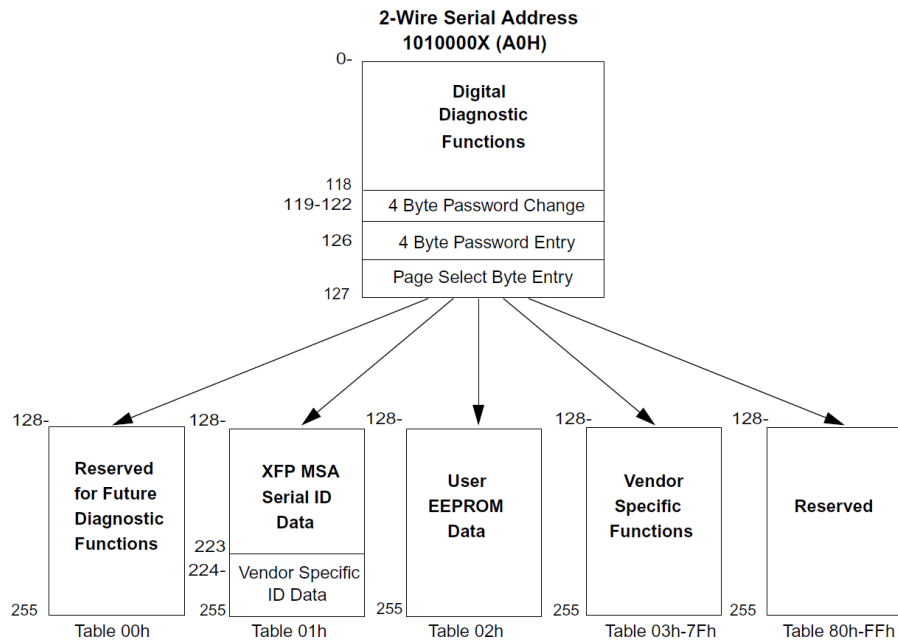 2-Wire Serial Address
1010000X (A0H)
0-
Digital
Diagnostic
Functions
118
119-122
4 Byte Password Change
126
4 Byte Password Entry
Page Select Byte Entry
127
128-
128-
128-
128-
128-
Reserved
for Future
Diagnostic
Functions
XFP MSA
Serial ID
Data
User
EEPROM
Data
Vendor
Specific
Functions
Reserved
223
224-
Vendor Specific
ID Data
255
255
255
255
255
Table 00h
Table 01h
Table 02h
Table 03h-7Fh
Table 80h-FFh